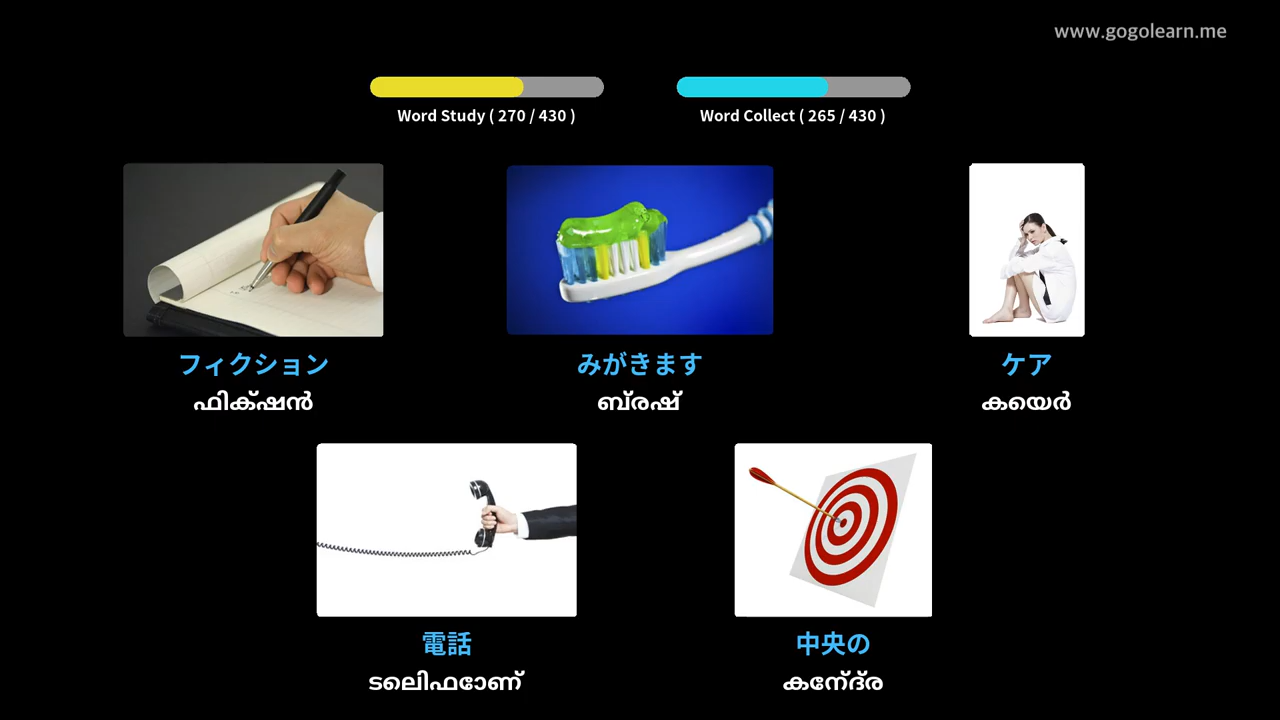 www.gogolearn.me
Word Study ( 270 / 430 )
Word Collect ( 265 / 430 )
フィクション
ഫിക്ഷൻ
みがきます
ബ്രഷ്
ケア
കയെർ
電話
ടലെിഫോണ്
中央の
കേന്ദ്ര